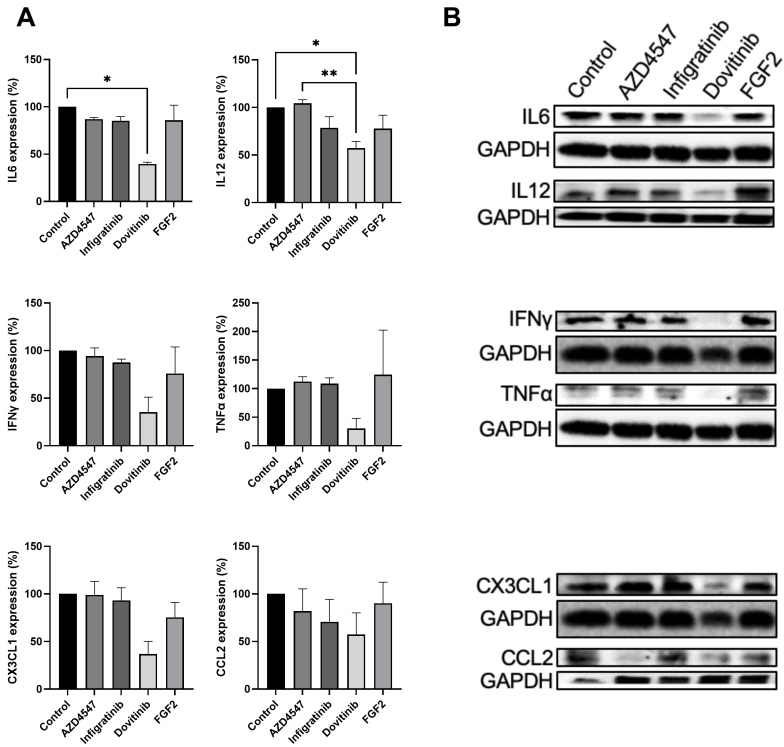 A
B
IL6 expression (%)
150
100
50
0
*
Control
AZD4547
Infigratinib
Dovitinib
FGF2
IL12 expression (%)
150
100
50
0
*
**
Control
AZD4547
Infigratinib
Dovitinib
FGF2
IFNγ expression (%)
150
100
50
0
Control
AZD4547
Infigratinib
Dovitinib
FGF2
TNFα expression (%)
250
200
150
100
50
0
Control
AZD4547
Infigratinib
Dovitinib
FGF2
CX3CL1 expression (%)
150
100
50
0
Control
AZD4547
Infigratinib
Dovitinib
FGF2
CCL2 expression (%)
150
100
50
0
Control
AZD4547
Infigratinib
Dovitinib
FGF2
Control
AZD4547
Infigratinib
Dovitinib
FGF2
IL6
GAPDH
IL12
GAPDH
IFNγ
GAPDH
TNFα
GAPDH
CX3CL1
GAPDH
CCL2
GAPDH